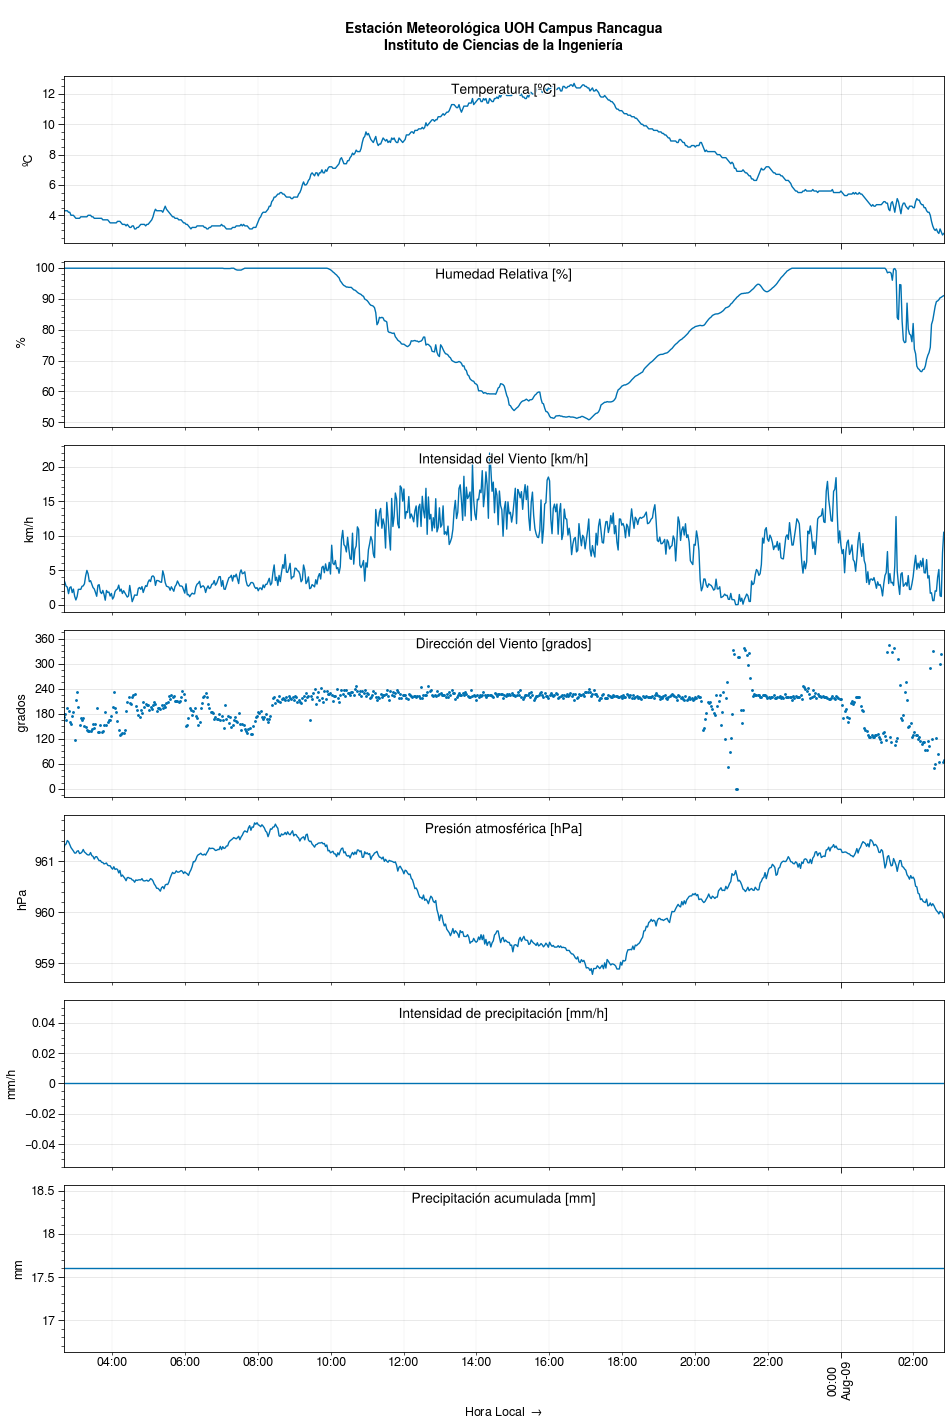 Estación Meteorológica UOH Campus Rancagua
Instituto de Ciencias de la Ingeniería
Temperatura [ºC]
12
10
8
6
4
ºC
Humedad Relativa [%]
100
90
80
70
60
50
%
Intensidad del Viento [km/h]
20
15
10
5
0
km/h
Dirección del Viento [grados]
360
300
240
180
120
60
0
grados
Presión atmosférica [hPa]
961
960
959
hPa
Intensidad de precipitación [mm/h]
0.04
0.02
0
−0.02
−0.04
mm/h
Precipitación acumulada [mm]
18.5
18
17.5
17
mm
04:00 06:00 08:00 10:00 12:00 14:00 16:00 18:00 20:00 22:00 00:00 02:00
Aug-09
Hora Local →